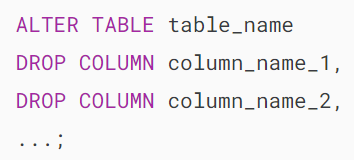 ALTER TABLE table_name
DROP COLUMN column_name_1,
DROP COLUMN column_name_2,
...;